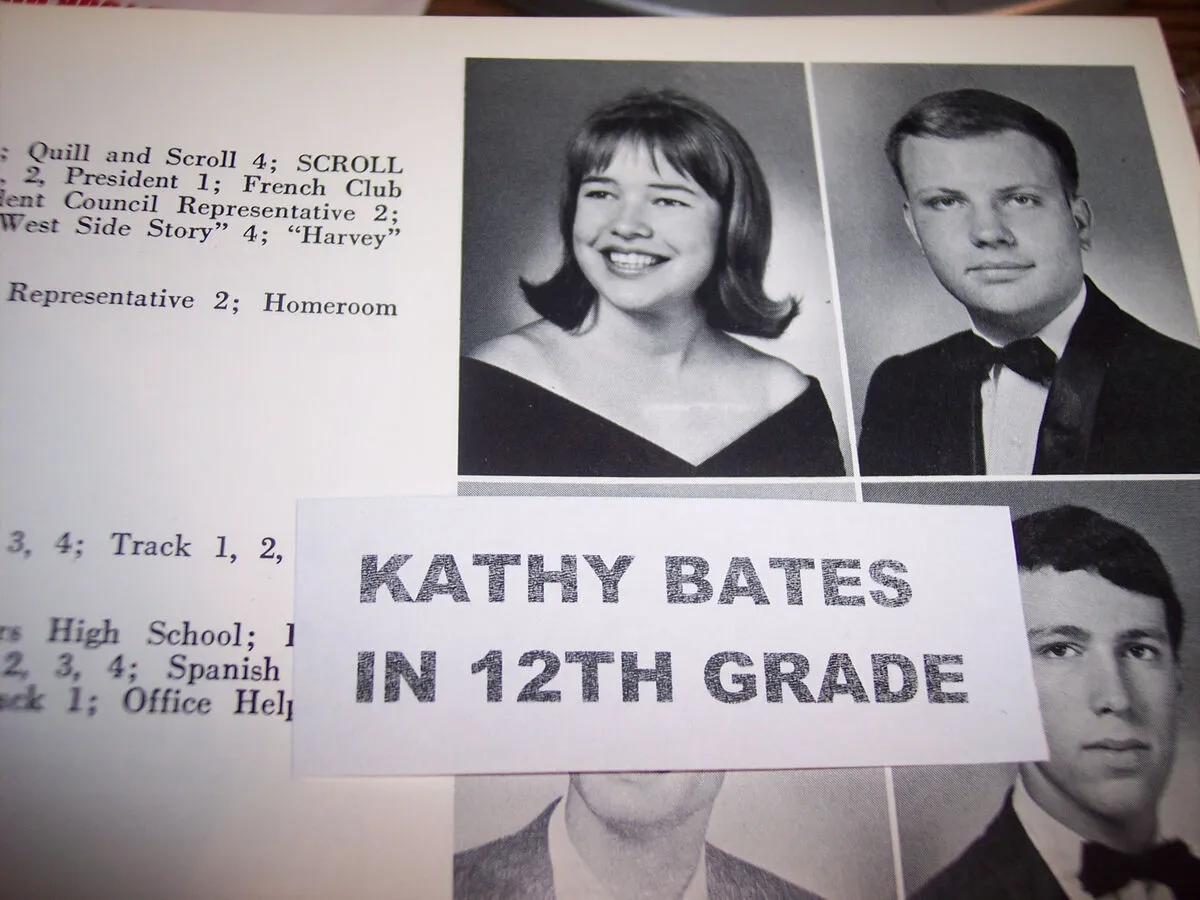 ; Quill and Scroll 4; SCROLL
, 2, President 1; French Club
dent Council Representative 2;
West Side Story" 4; "Harvey"
Representative 2; Homeroom
3, 4; Track 1, 2,
High School;
2, 3, 4; Spanish
1; Office Help
KATHY BATES
IN 12TH GRADE